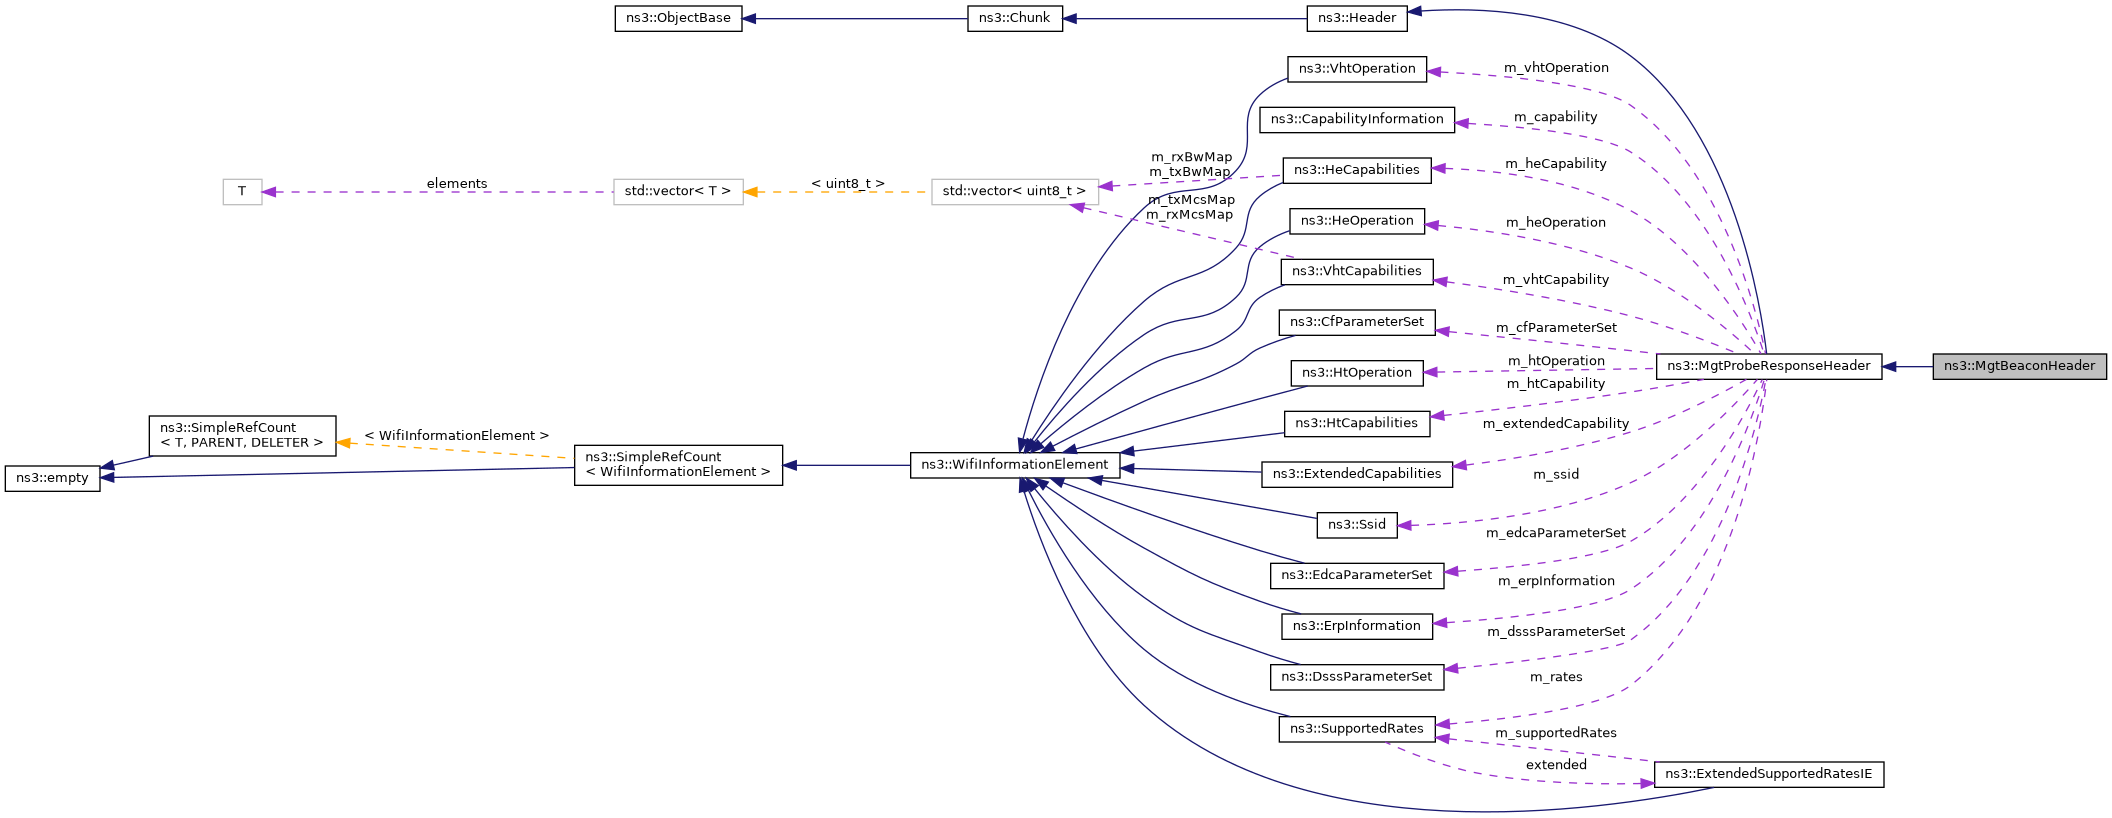 ns3::ObjectBase
ns3::Chunk
ns3::Header
ns3::VhtOperation
m_vhtOperation
ns3::CapabilityInformation
m_capability
m_rxBwMap
m_txBwMap
ns3::HeCapabilities
m_heCapability
T
elements
std::vector< T >
< uint8_t >
std::vector< uint8_t >
m_txMcsMap
m_rxMcsMap
ns3::HeOperation
m_heOperation
ns3::VhtCapabilities
m_vhtCapability
ns3::CfParameterSet
m_cfParameterSet
ns3::HtOperation
m_htOperation
ns3::MgtProbeResponseHeader
ns3::MgtBeaconHeader
m_htCapability
ns3::HtCapabilities
m_extendedCapability
ns3::SimpleRefCount
< T, PARENT, DELETER >
< WifiInformationElement >
ns3::empty
ns3::SimpleRefCount
< WifiInformationElement >
ns3::WifiInformationElement
ns3::ExtendedCapabilities
m_ssid
ns3::Ssid
m_edcaParameterSet
ns3::EdcaParameterSet
m_erpInformation
ns3::ErpInformation
m_dsssParameterSet
ns3::DsssParameterSet
m_rates
ns3::SupportedRates
m_supportedRates
extended
ns3::ExtendedSupportedRatesIE